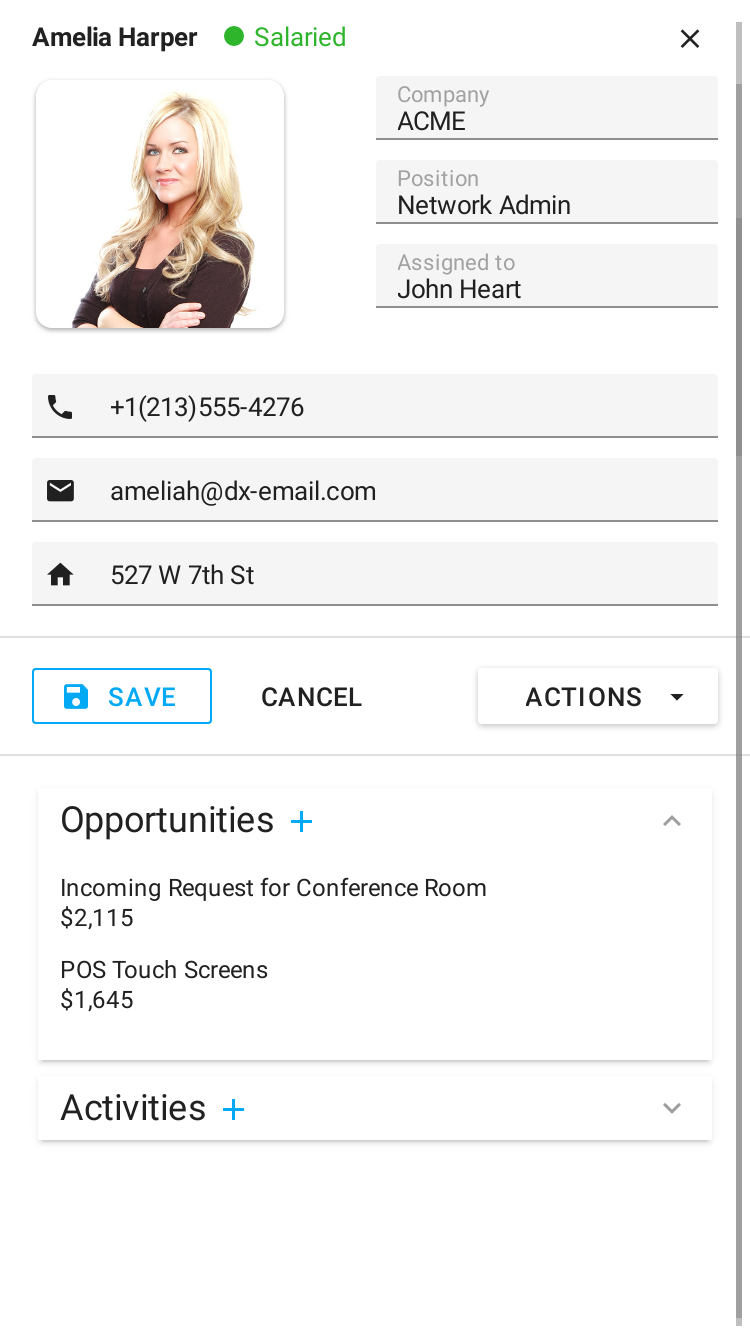 Amelia Harper Salaried
Company
ACME
Position
Network Admin
Assigned to
John Heart
+1(213)555-4276
ameliah@dx-email.com
527 W 7th St
SAVE CANCEL ACTIONS
Opportunities +
Incoming Request for Conference Room
$2,115
POS Touch Screens
$1,645
Activities +